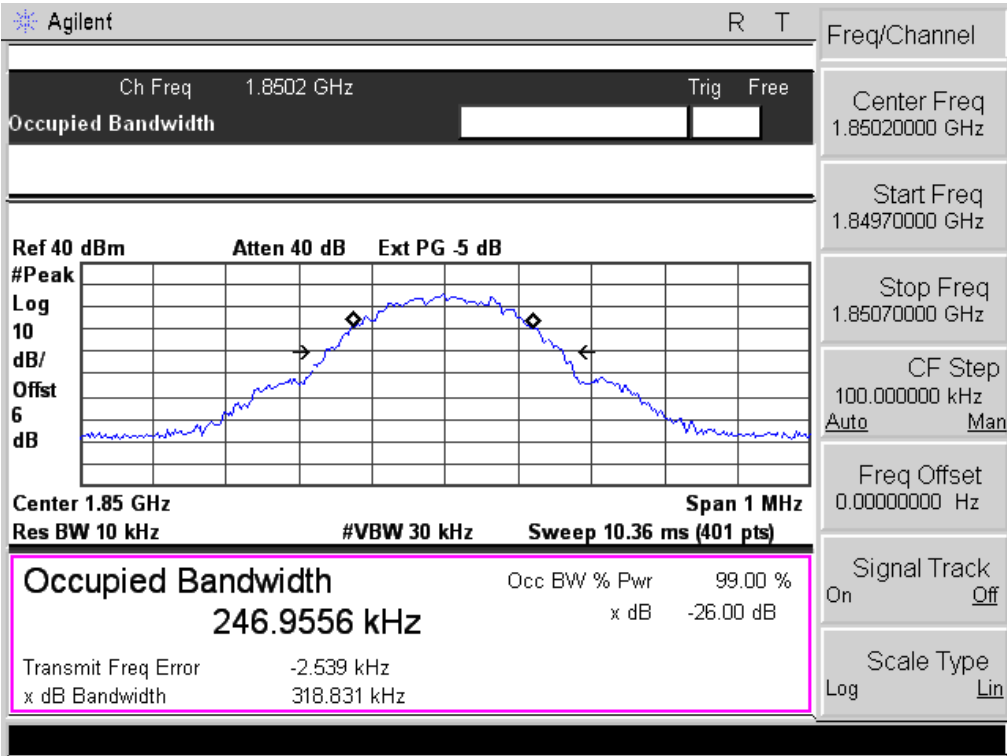 Agilent R T
Freq/Channel
Ch Freq 1.8502 GHz Trig Free
Occupied Bandwidth
Center Freq
1.85020000 GHz
Start Freq
1.84970000 GHz
Stop Freq
1.85070000 GHz
CF Step
100.000000 kHz
Auto Man
Freq Offset
0.00000000 Hz
Signal Track
On Off
Scale Type
Log Lin
Ref 40 dBm Atten 40 dB Ext PG -5 dB
#Peak
Log
10
dB/
Offst
6
dB
Center 1.85 GHz Span 1 MHz
Res BW 10 kHz #VBW 30 kHz Sweep 10.36 ms (401 pts)
Occupied Bandwidth Occ BW % Pwr 99.00 %
246.9556 kHz x dB -26.00 dB
Transmit Freq Error -2.539 kHz
x dB Bandwidth 318.831 kHz